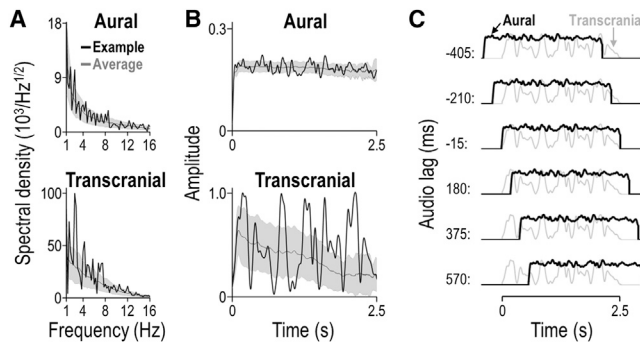 A
Aural
18
9
0
Example
Average
Spectral density (10³/Hz^1/2)
Transcranial
100
75
50
25
0
1 4 8 12 16
1 4 8 12 16
Frequency (Hz)
B
Aural
0.3
0
0 2.5
Amplitude
Transcranial
1.0
0
0 2.5
Time (s)
C
Aural
Transcranial
Audio lag (ms)
-405:
-210:
-15:
180:
375:
570:
0 2.5
Time (s)